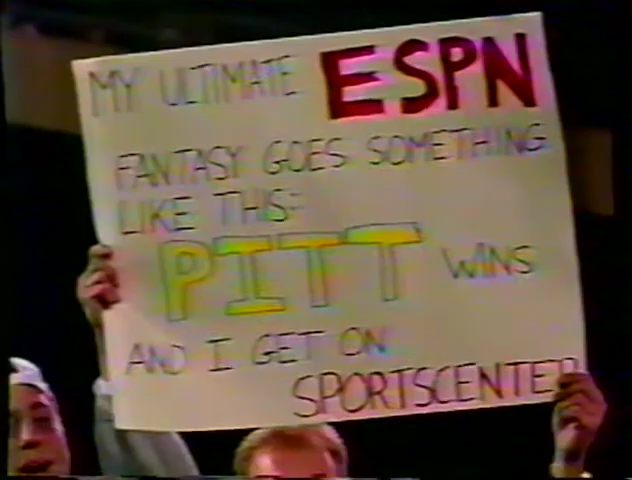 MY ULTIMATE ESPN
FANTASY GOES SOMETHING
LIKE THIS:
PITT WINS
AND I GET ON
SPORTSCENTER